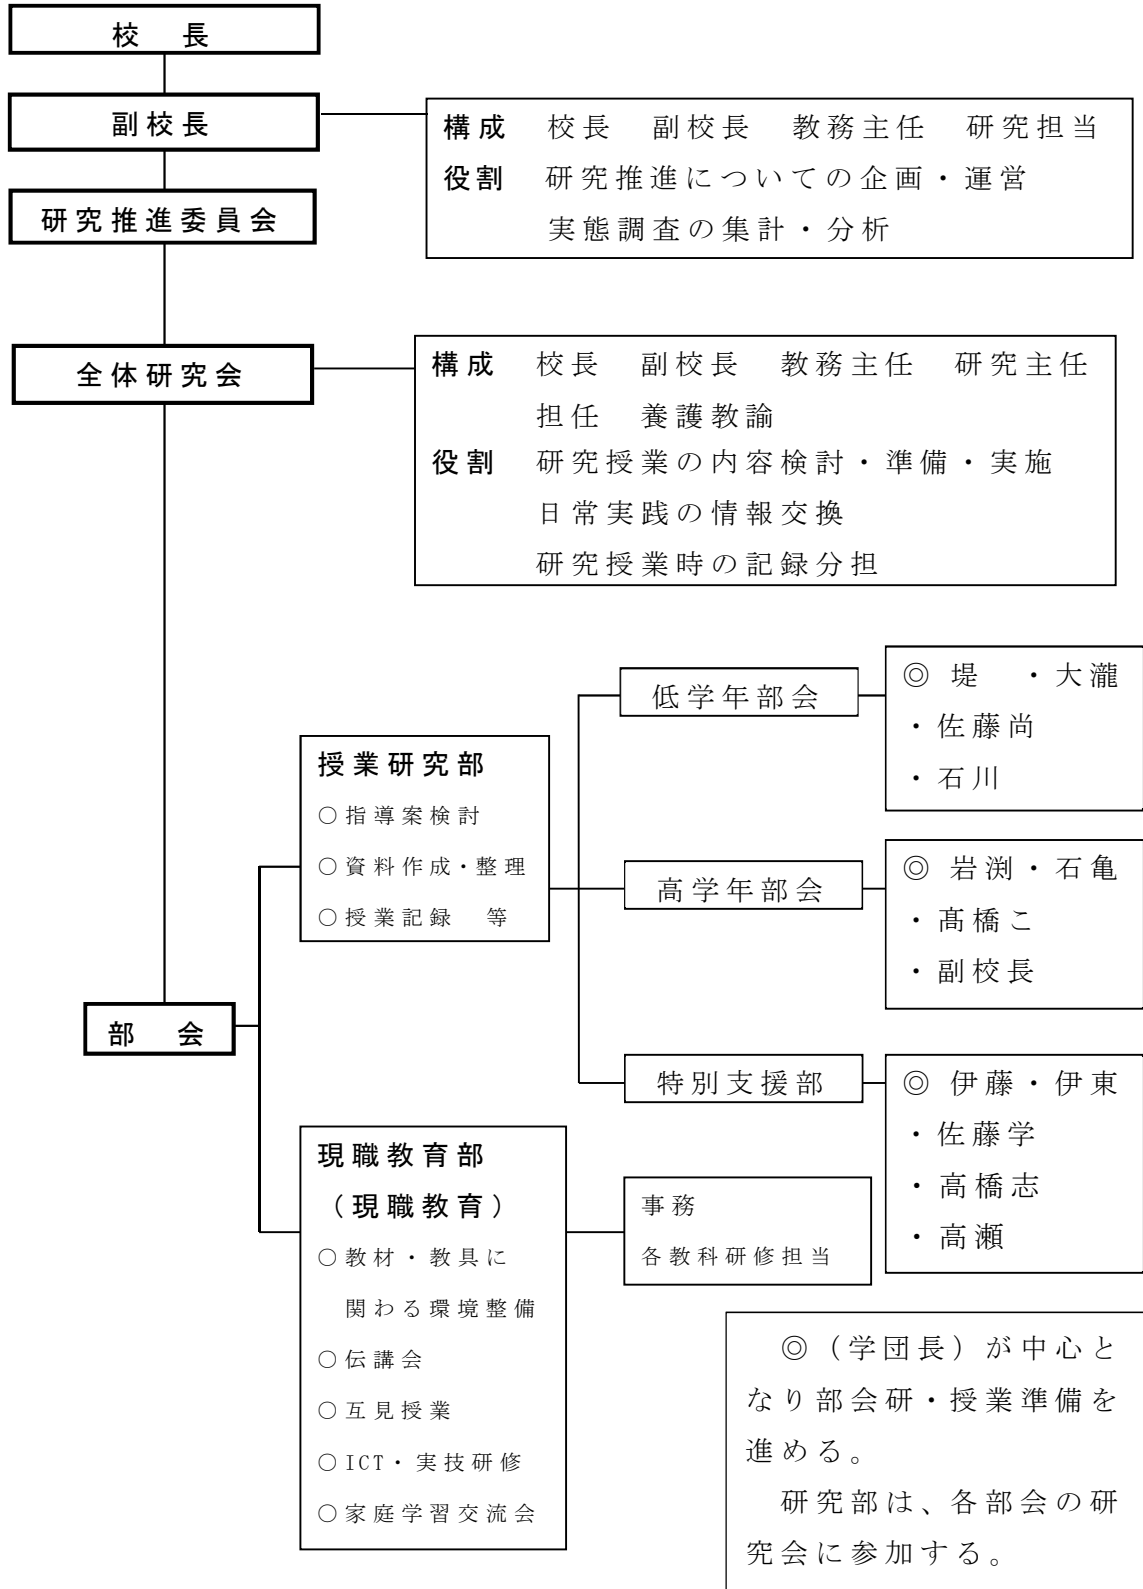 校　長
副校長
構成　校長　副校長　教務主任　研究担当
役割　研究推進についての企画・運営
実態調査の集計・分析
研究推進委員会
全体研究会
構成　校長　副校長　教務主任　研究主任
担任　養護教諭
役割　研究授業の内容検討・準備・実施
日常実践の情報交換
研究授業時の記録分担
部　会
授業研究部
○指導案検討
○資料作成・整理
○授業記録　等
低学年部会
◎ 堤　・大瀧
・佐藤尚
・石川
高学年部会
◎ 岩渕・石亀
・髙橋こ
・副校長
特別支援部
◎ 伊藤・伊東
・佐藤学
・高橋志
・高瀬
現職教育部
（現職教育）
○教材・教具に
関わる環境整備
○伝講会
○互見授業
○ICT・実技研修
○家庭学習交流会
事務
各教科研修担当
◎（学団長）が中心と
なり部会研・授業準備を
進める。
研究部は、各部会の研
究会に参加する。